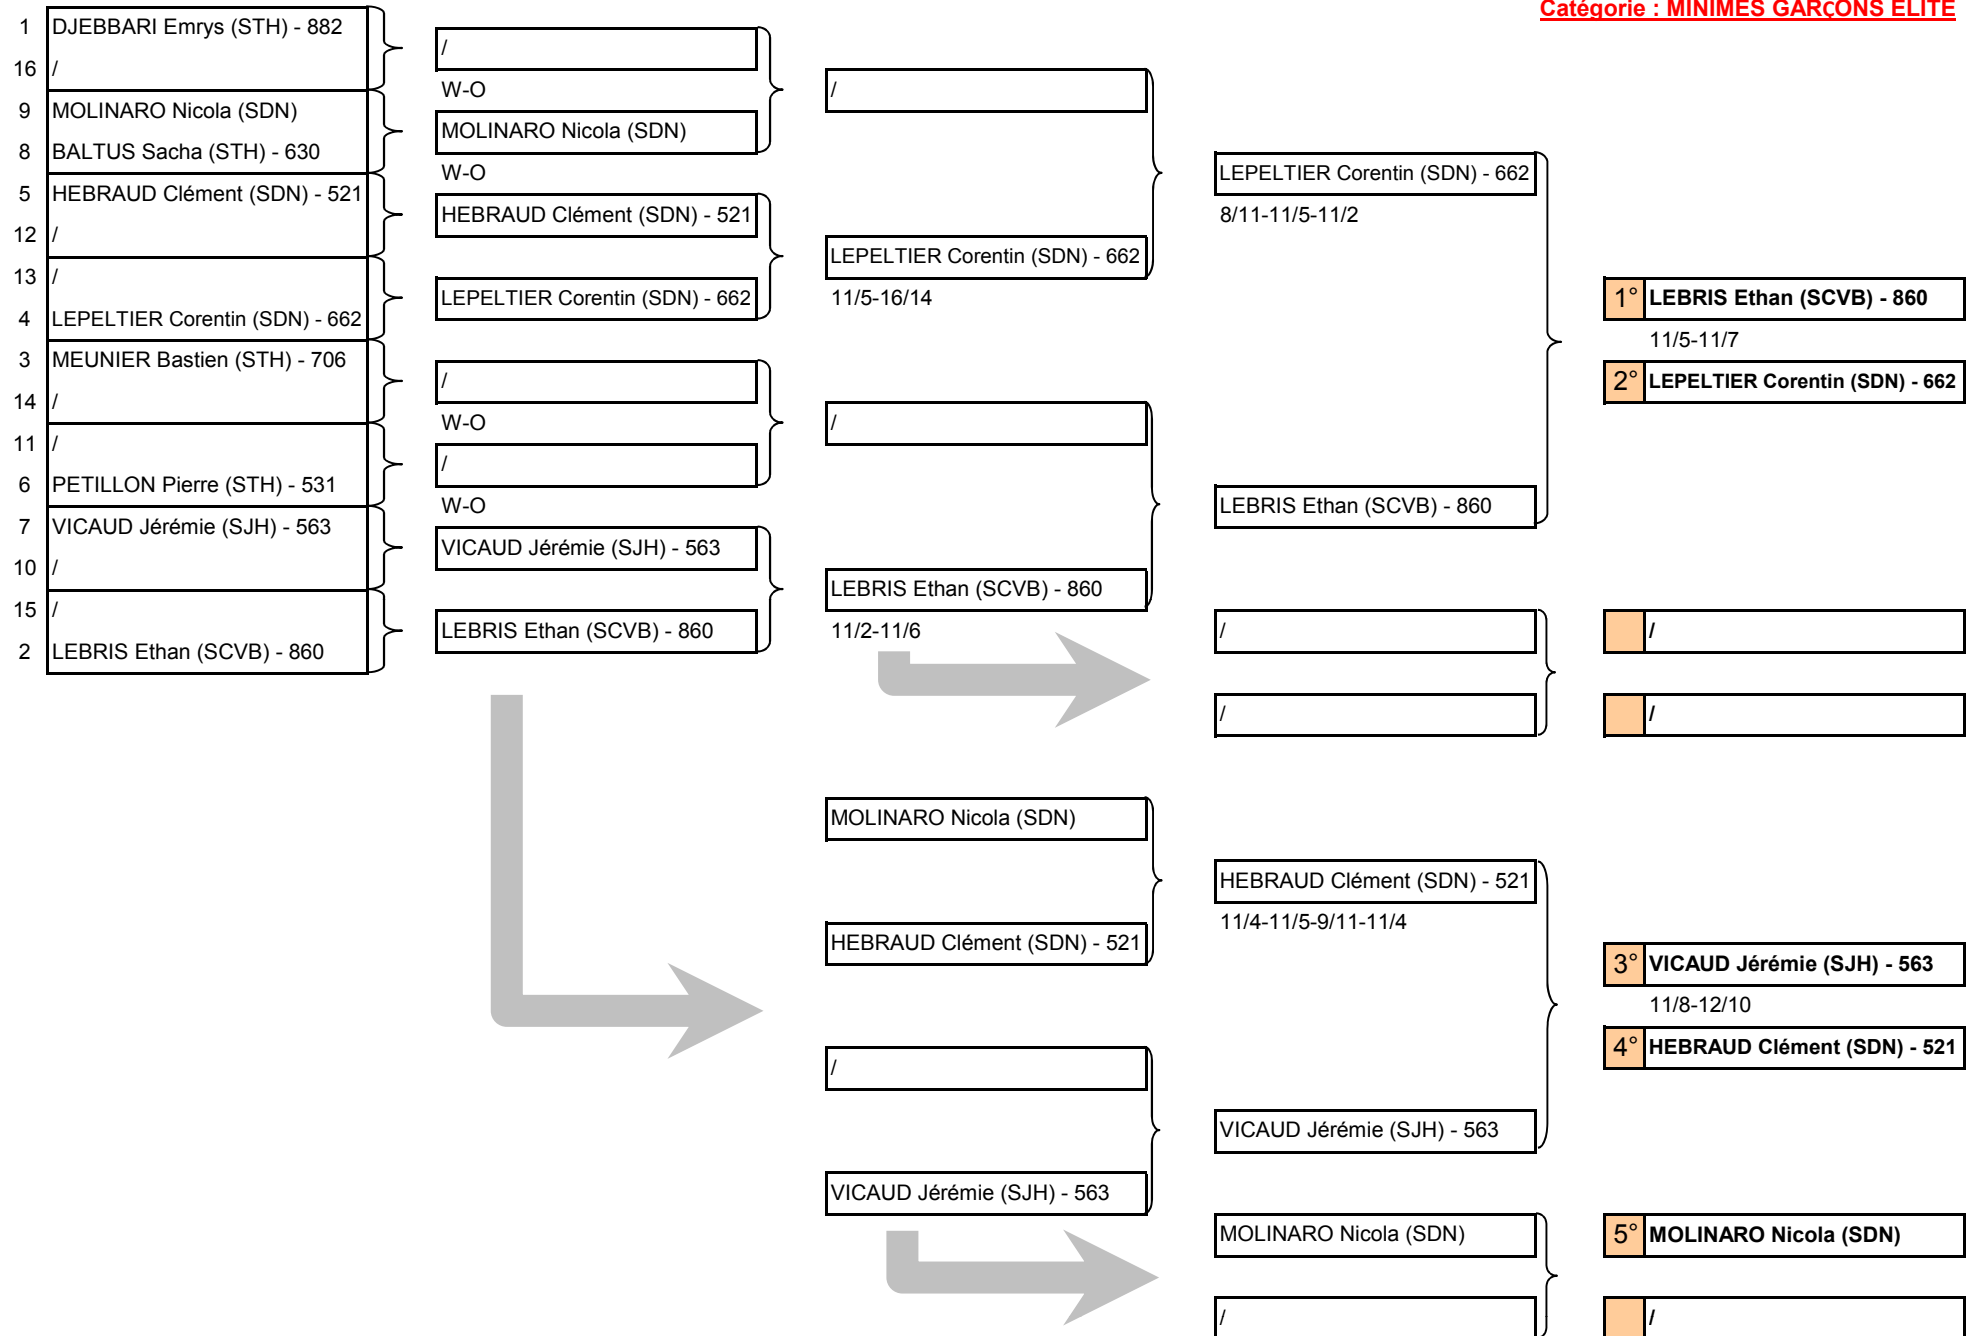 Catégorie : MINIMES GARÇONS ELITE
1 DJEBBARI Emrys (STH) - 882
16 /
9 MOLINARO Nicola (SDN)
8 BALTUS Sacha (STH) - 630
5 HEBRAUD Clément (SDN) - 521
12 /
13 /
4 LEPELTIER Corentin (SDN) - 662
3 MEUNIER Bastien (STH) - 706
14 /
11 /
6 PETILLON Pierre (STH) - 531
7 VICAUD Jérémie (SJH) - 563
10 /
15 /
2 LEBRIS Ethan (SCVB) - 860
/
W-O
MOLINARO Nicola (SDN)
W-O
HEBRAUD Clément (SDN) - 521
LEPELTIER Corentin (SDN) - 662
/
W-O
/
W-O
VICAUD Jérémie (SJH) - 563
LEBRIS Ethan (SCVB) - 860
/
LEPELTIER Corentin (SDN) - 662
11/5-16/14
/
LEBRIS Ethan (SCVB) - 860
11/2-11/6
LEPELTIER Corentin (SDN) - 662
8/11-11/5-11/2
LEBRIS Ethan (SCVB) - 860
1° LEBRIS Ethan (SCVB) - 860
11/5-11/7
2° LEPELTIER Corentin (SDN) - 662
/
/
/
/
MOLINARO Nicola (SDN)
HEBRAUD Clément (SDN) - 521
/
VICAUD Jérémie (SJH) - 563
HEBRAUD Clément (SDN) - 521
11/4-11/5-9/11-11/4
VICAUD Jérémie (SJH) - 563
3° VICAUD Jérémie (SJH) - 563
11/8-12/10
4° HEBRAUD Clément (SDN) - 521
MOLINARO Nicola (SDN)
/
5° MOLINARO Nicola (SDN)
/